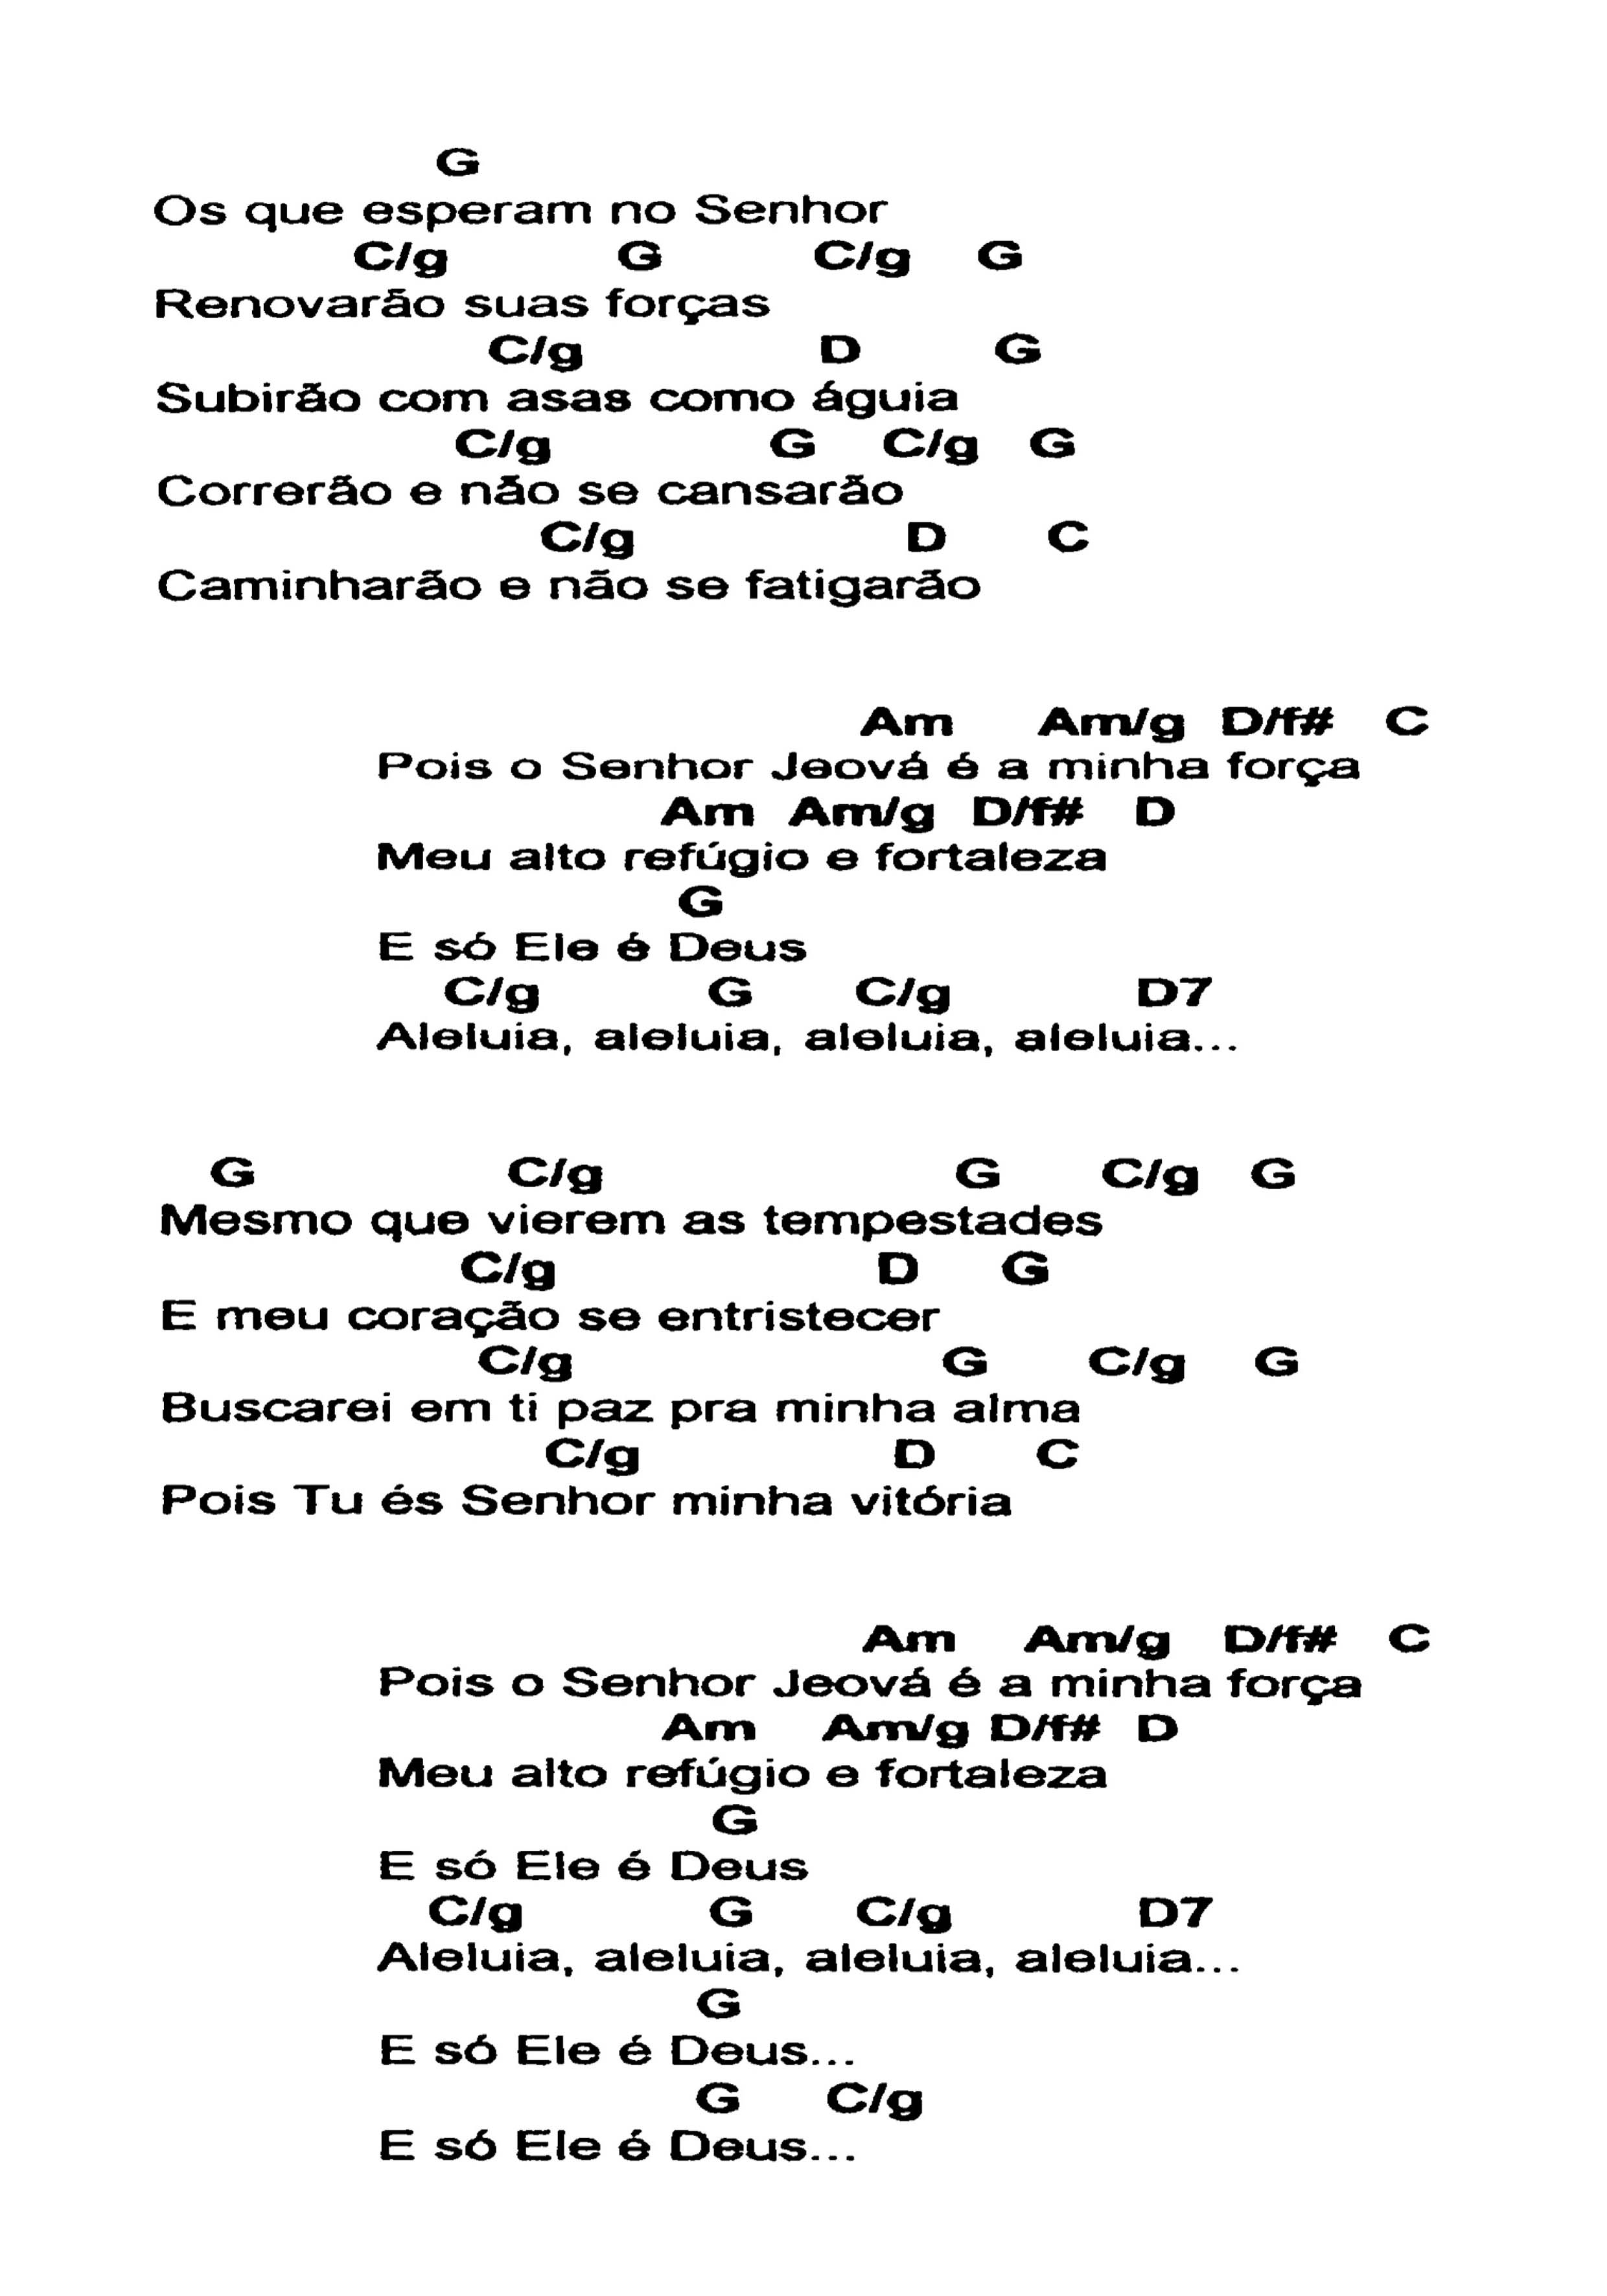 G
Os que esperam no Senhor
C/g G C/g G
Renovarão suas forças
C/g D G
Subirão com asas como águia
C/g G C/g G
Correrão e não se cansarão
C/g D C
Caminharão e não se fatigarão
Am Am/g D/f# C
Pois o Senhor Jeová é a minha força
Am Am/g D/f# D
Meu alto refúgio e fortaleza
G
E só Ele é Deus
C/g G C/g D7
Aleluia, aleluia, aleluia, aleluia...
G C/g G C/g G
Mesmo que vierem as tempestades
C/g D G
E meu coração se entristecer
C/g G C/g G
Buscarei em ti paz pra minha alma
C/g D C
Pois Tu és Senhor minha vitória
Am Am/g D/f# C
Pois o Senhor Jeová é a minha força
Am Am/g D/f# D
Meu alto refúgio e fortaleza
G
E só Ele é Deus
C/g G C/g D7
Aleluia, aleluia, aleluia, aleluia...
G
E só Ele é Deus...
G C/g
E só Ele é Deus...